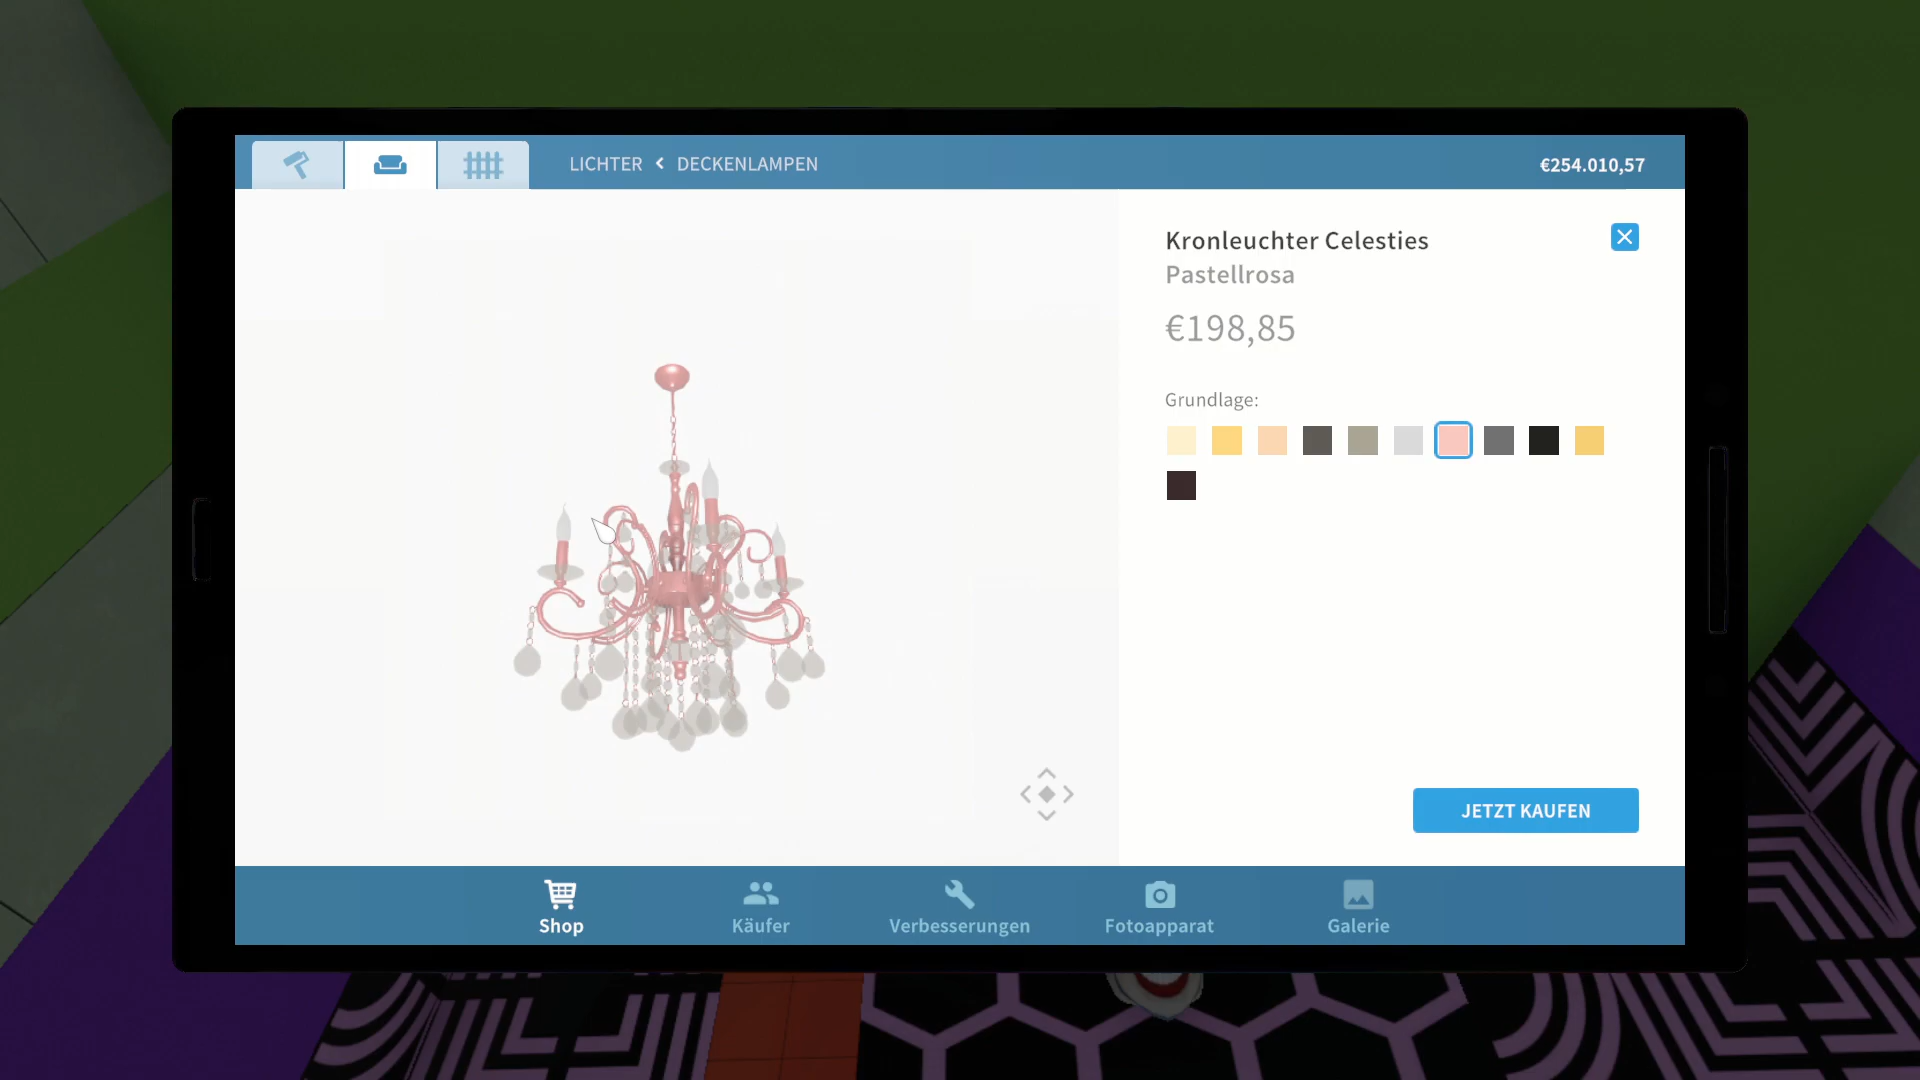 LICHTER < DECKENLAMPEN
€254.010,57
Kronleuchter Celesties
Pastellrosa
€198,85
Grundlage:
JETZT KAUFEN
Shop
Käufer
Verbesserungen
Fotoapparat
Galerie